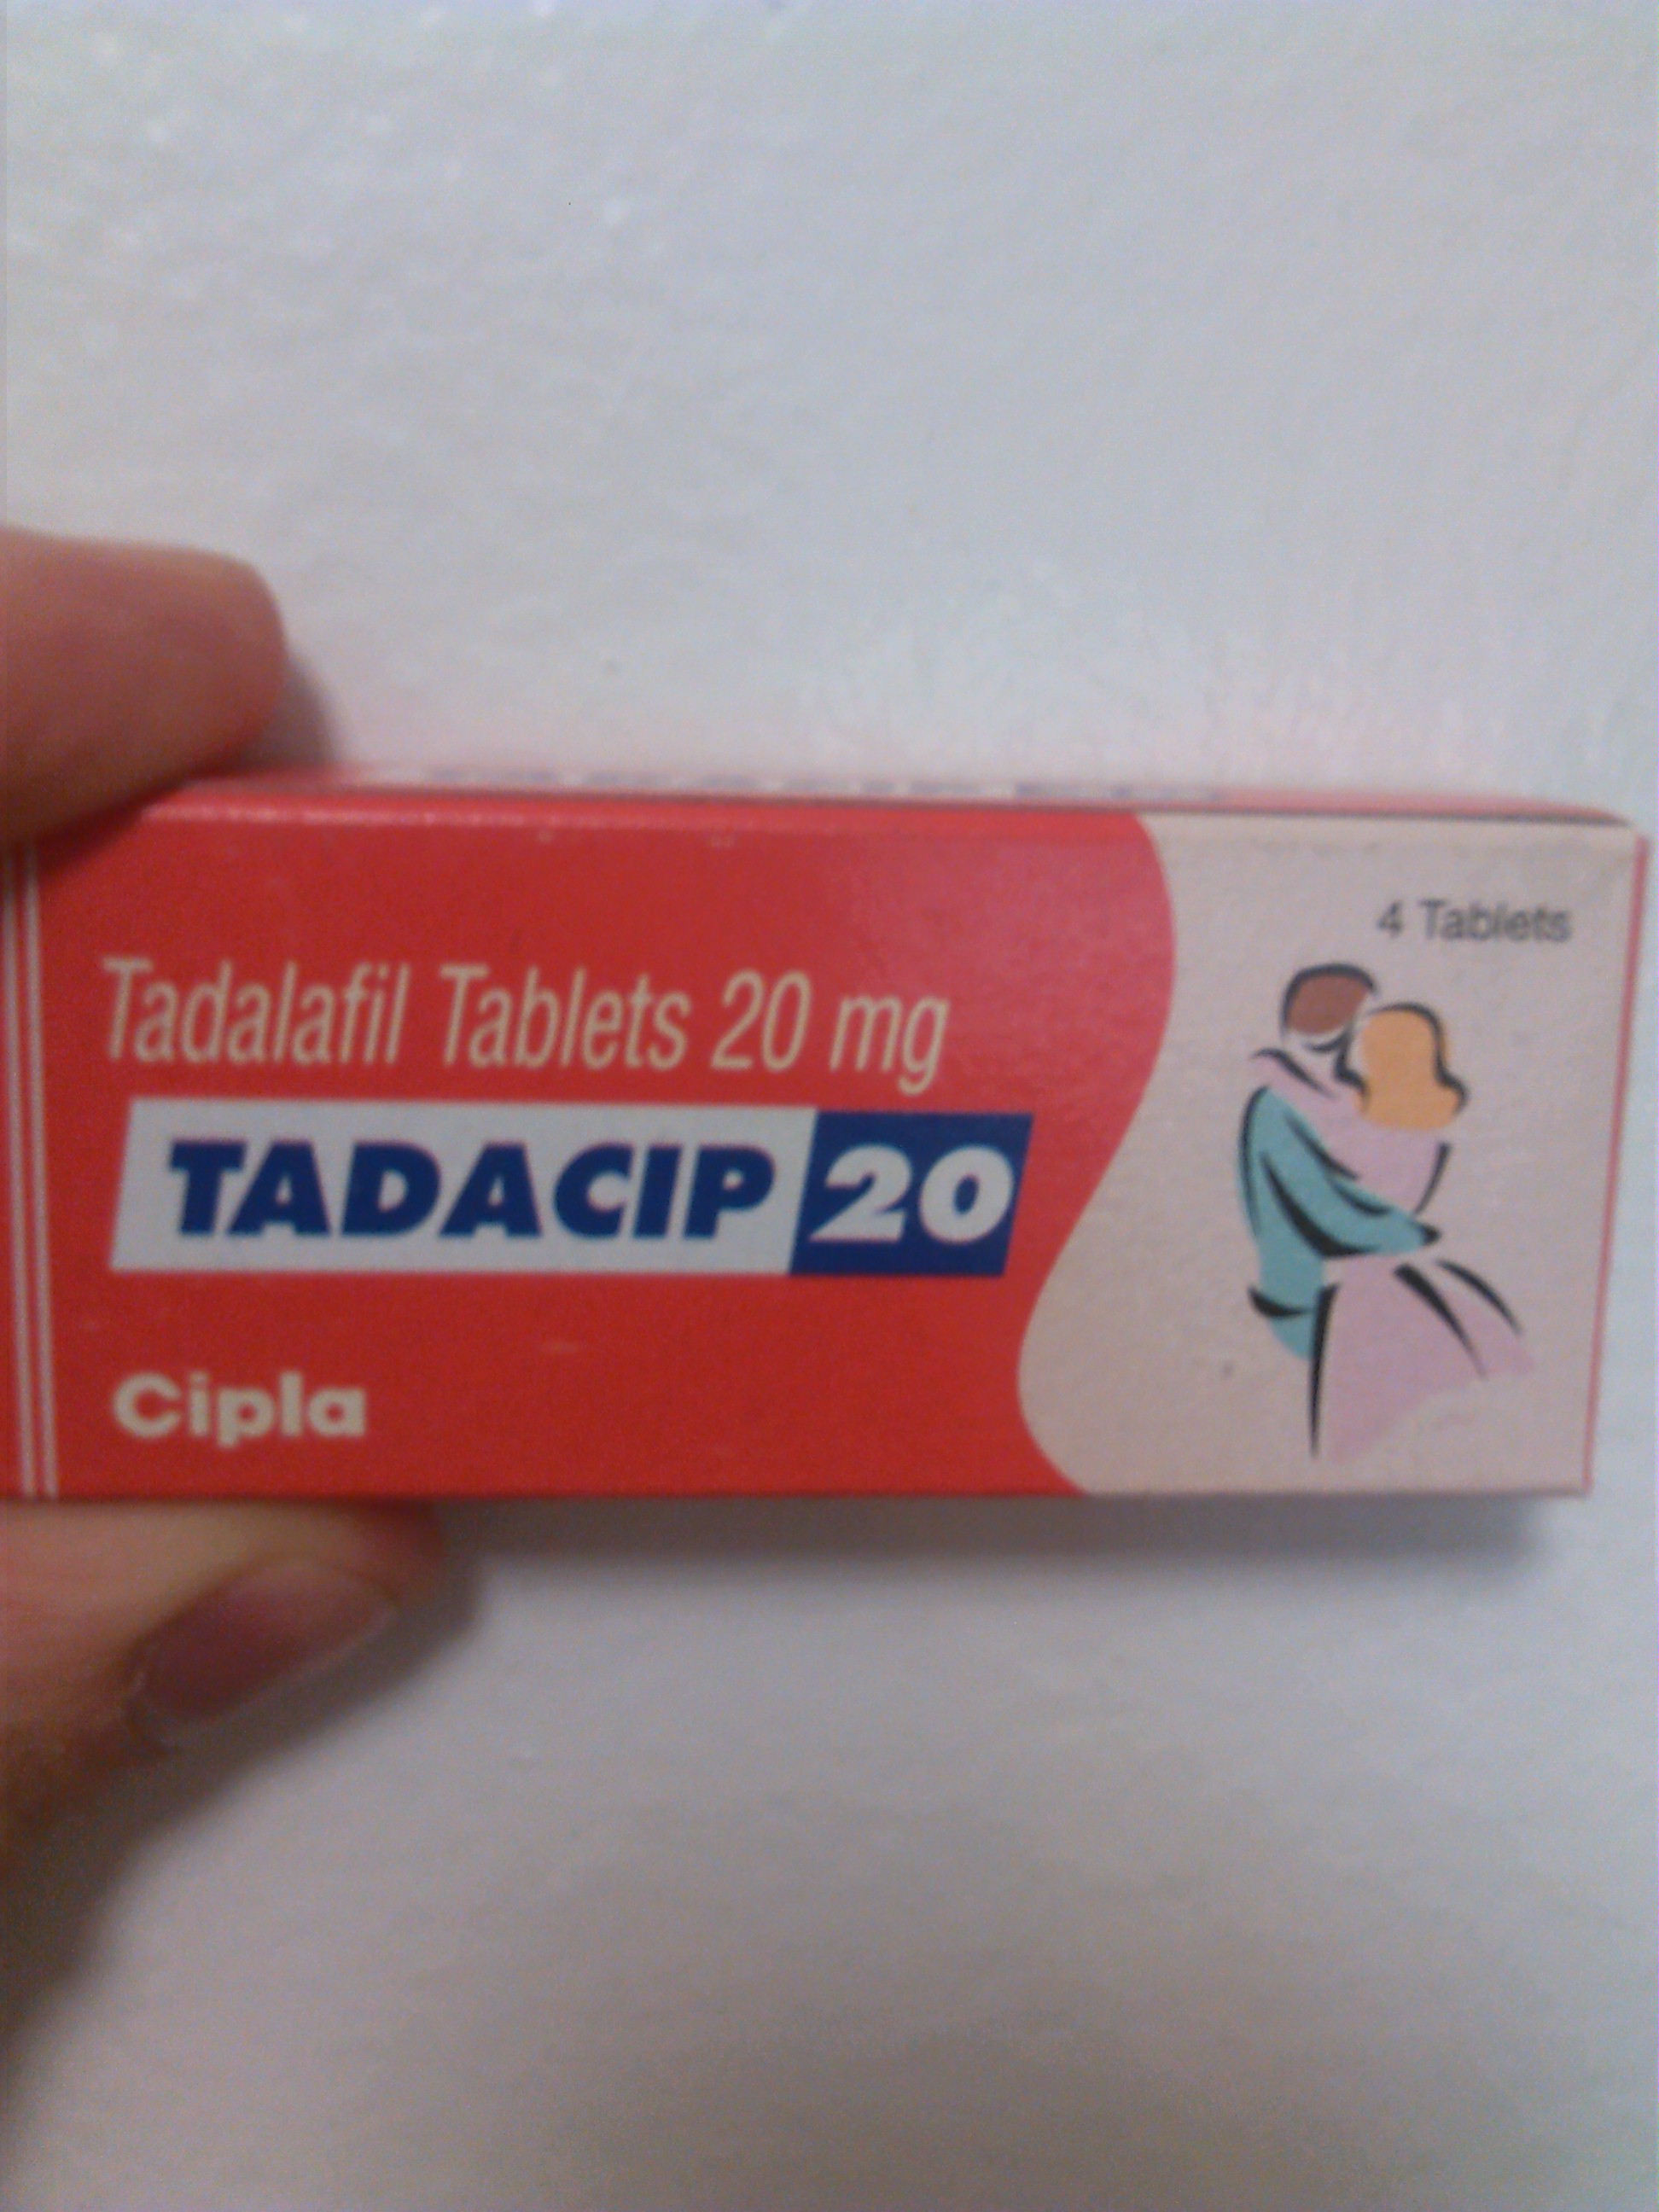 4 Tablets
Tadalafil Tablets 20 mg
TADACIP 20
Cipla